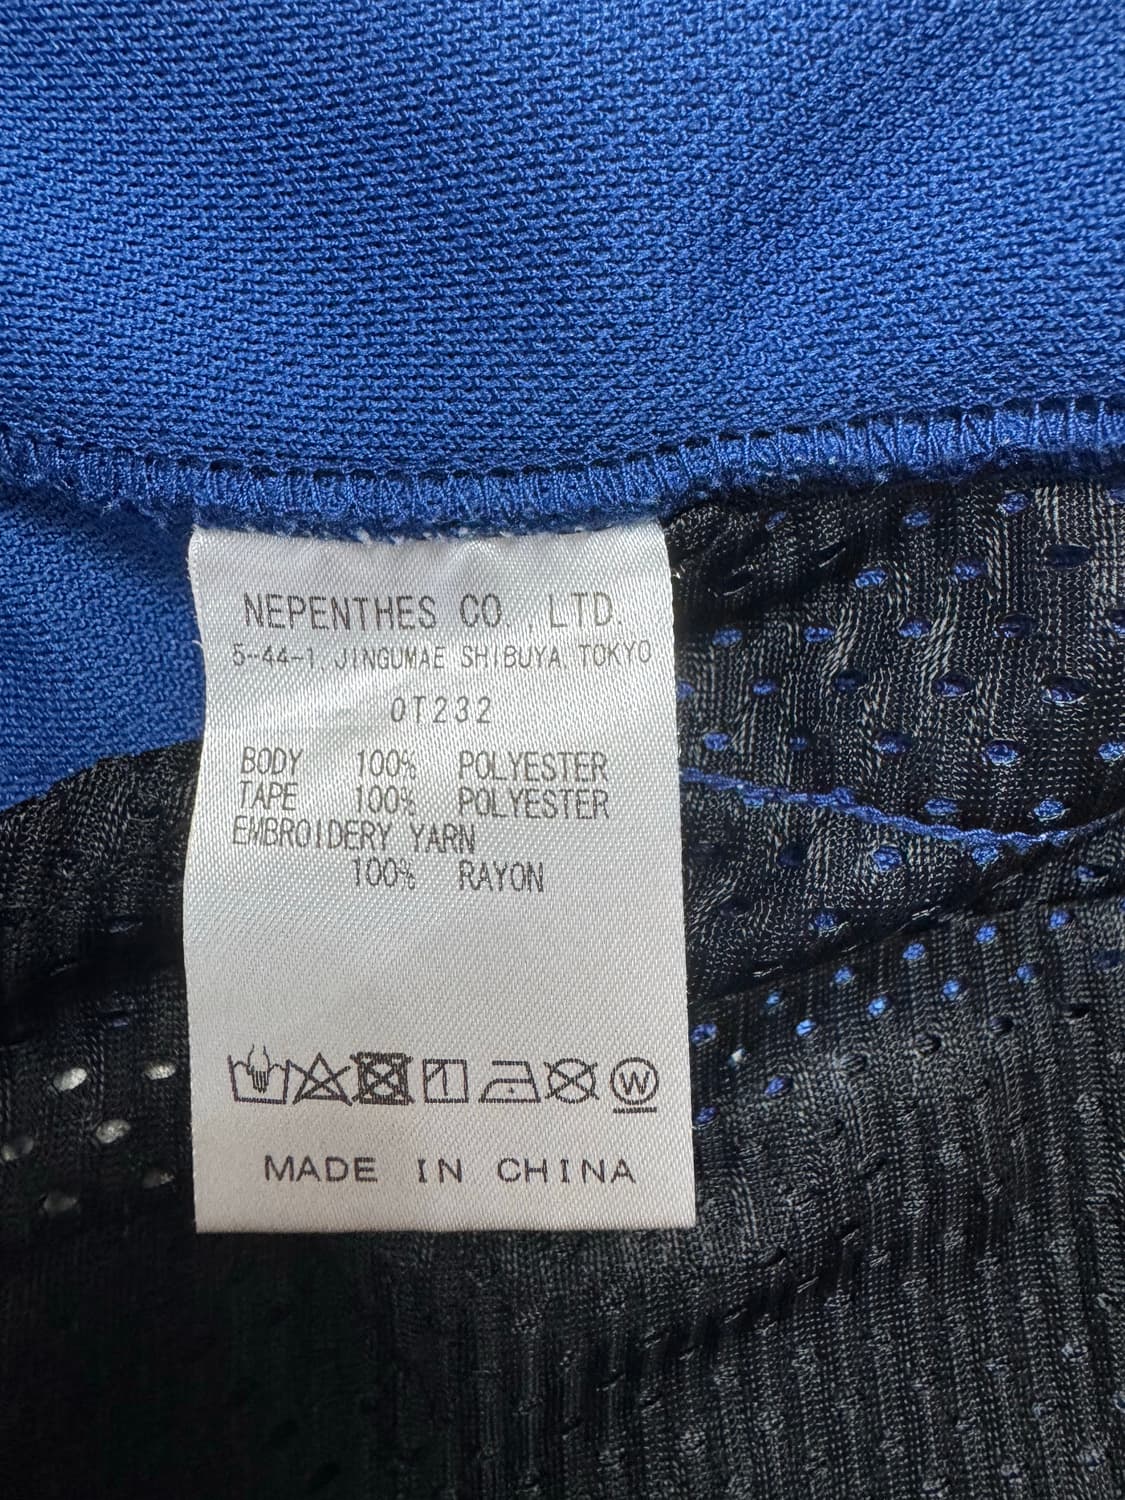 NEPENTHES CO.,LTD.
5-44-1, JINGUMAE SHIBUYA, TOKYO
OT232
BODY 100% POLYESTER
TAPE 100% POLYESTER
EMBROIDERY YARN
100% RAYON
1 W
MADE IN CHINA